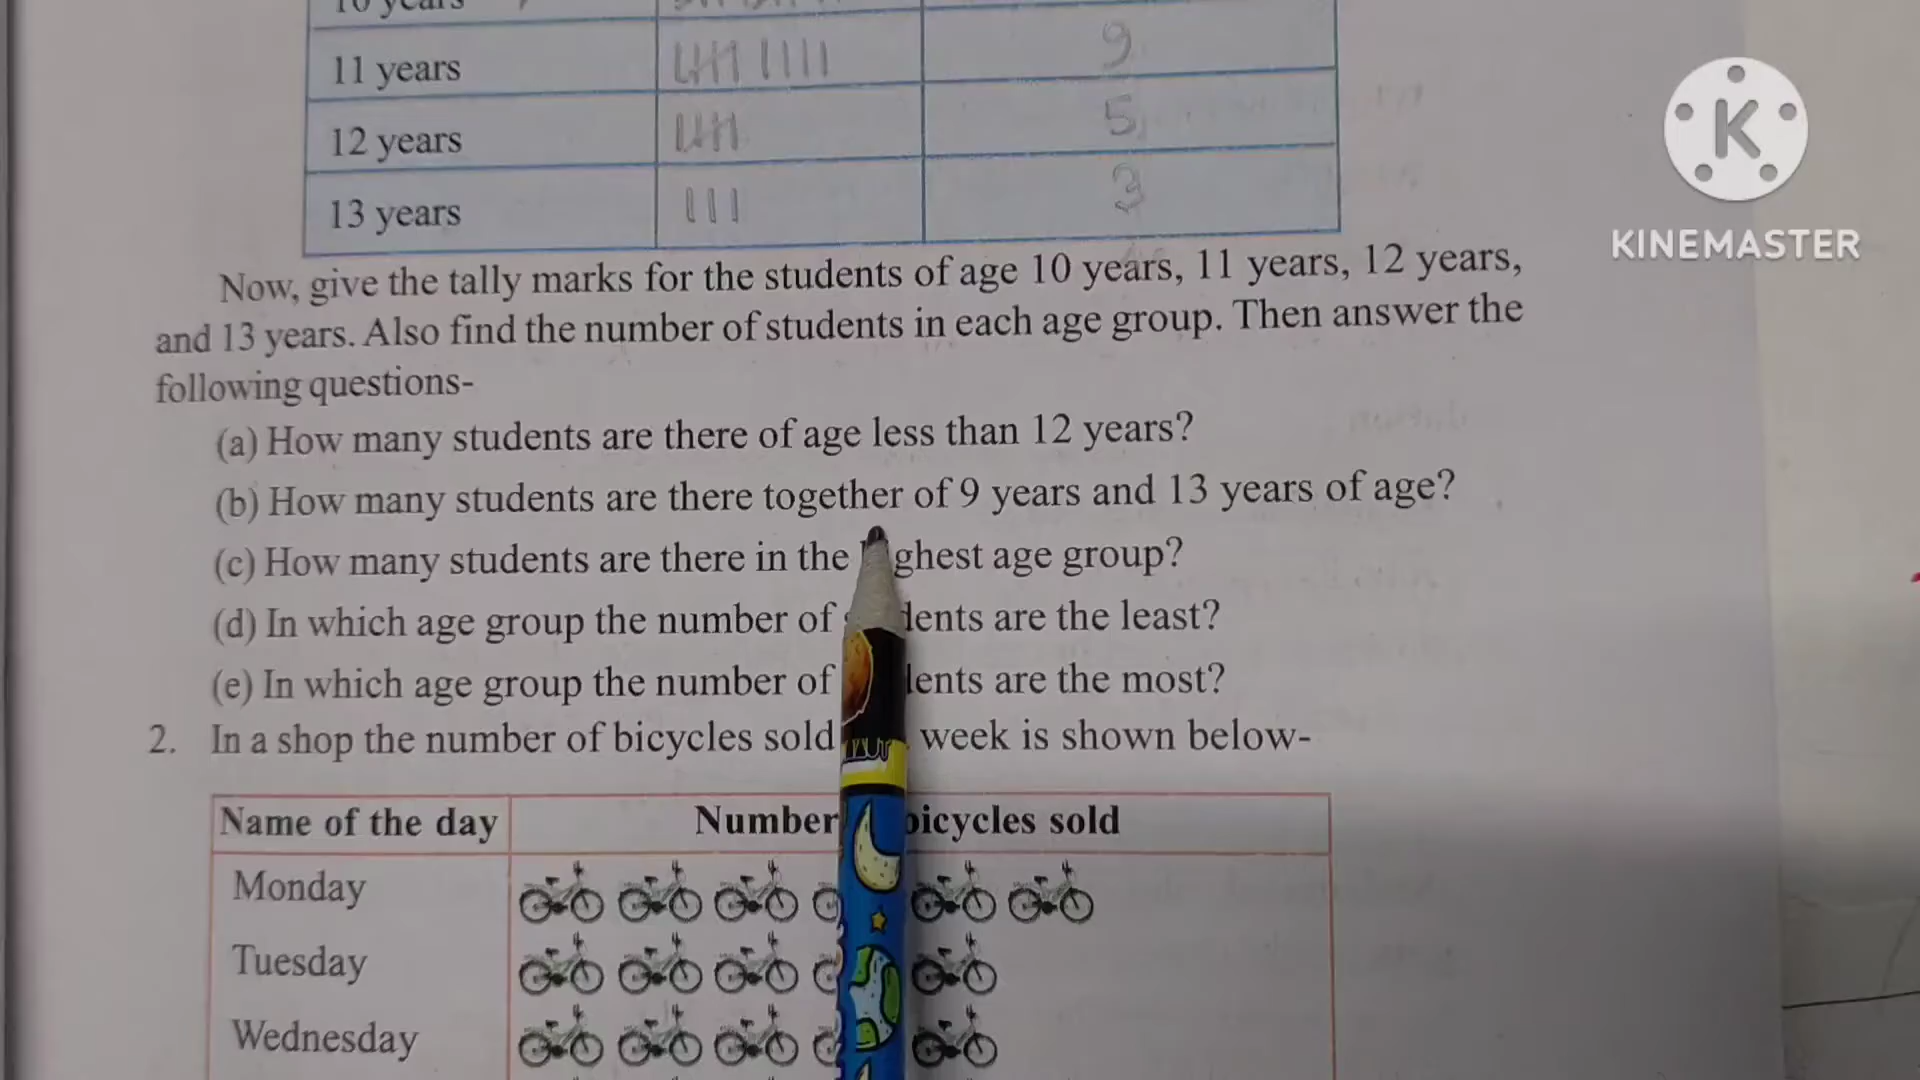 10 years
11 years 9
12 years 5
13 years 3
K
KINEMASTER
Now, give the tally marks for the students of age 10 years, 11 years, 12 years,
and 13 years. Also find the number of students in each age group. Then answer the
following questions-
(a) How many students are there of age less than 12 years?
(b) How many students are there together of 9 years and 13 years of age?
(c) How many students are there in the ghest age group?
(d) In which age group the number of dents are the least?
(e) In which age group the number of dents are the most?
2. In a shop the number of bicycles sold week is shown below-
Name of the day Number bicycles sold
Monday
Tuesday
Wednesday